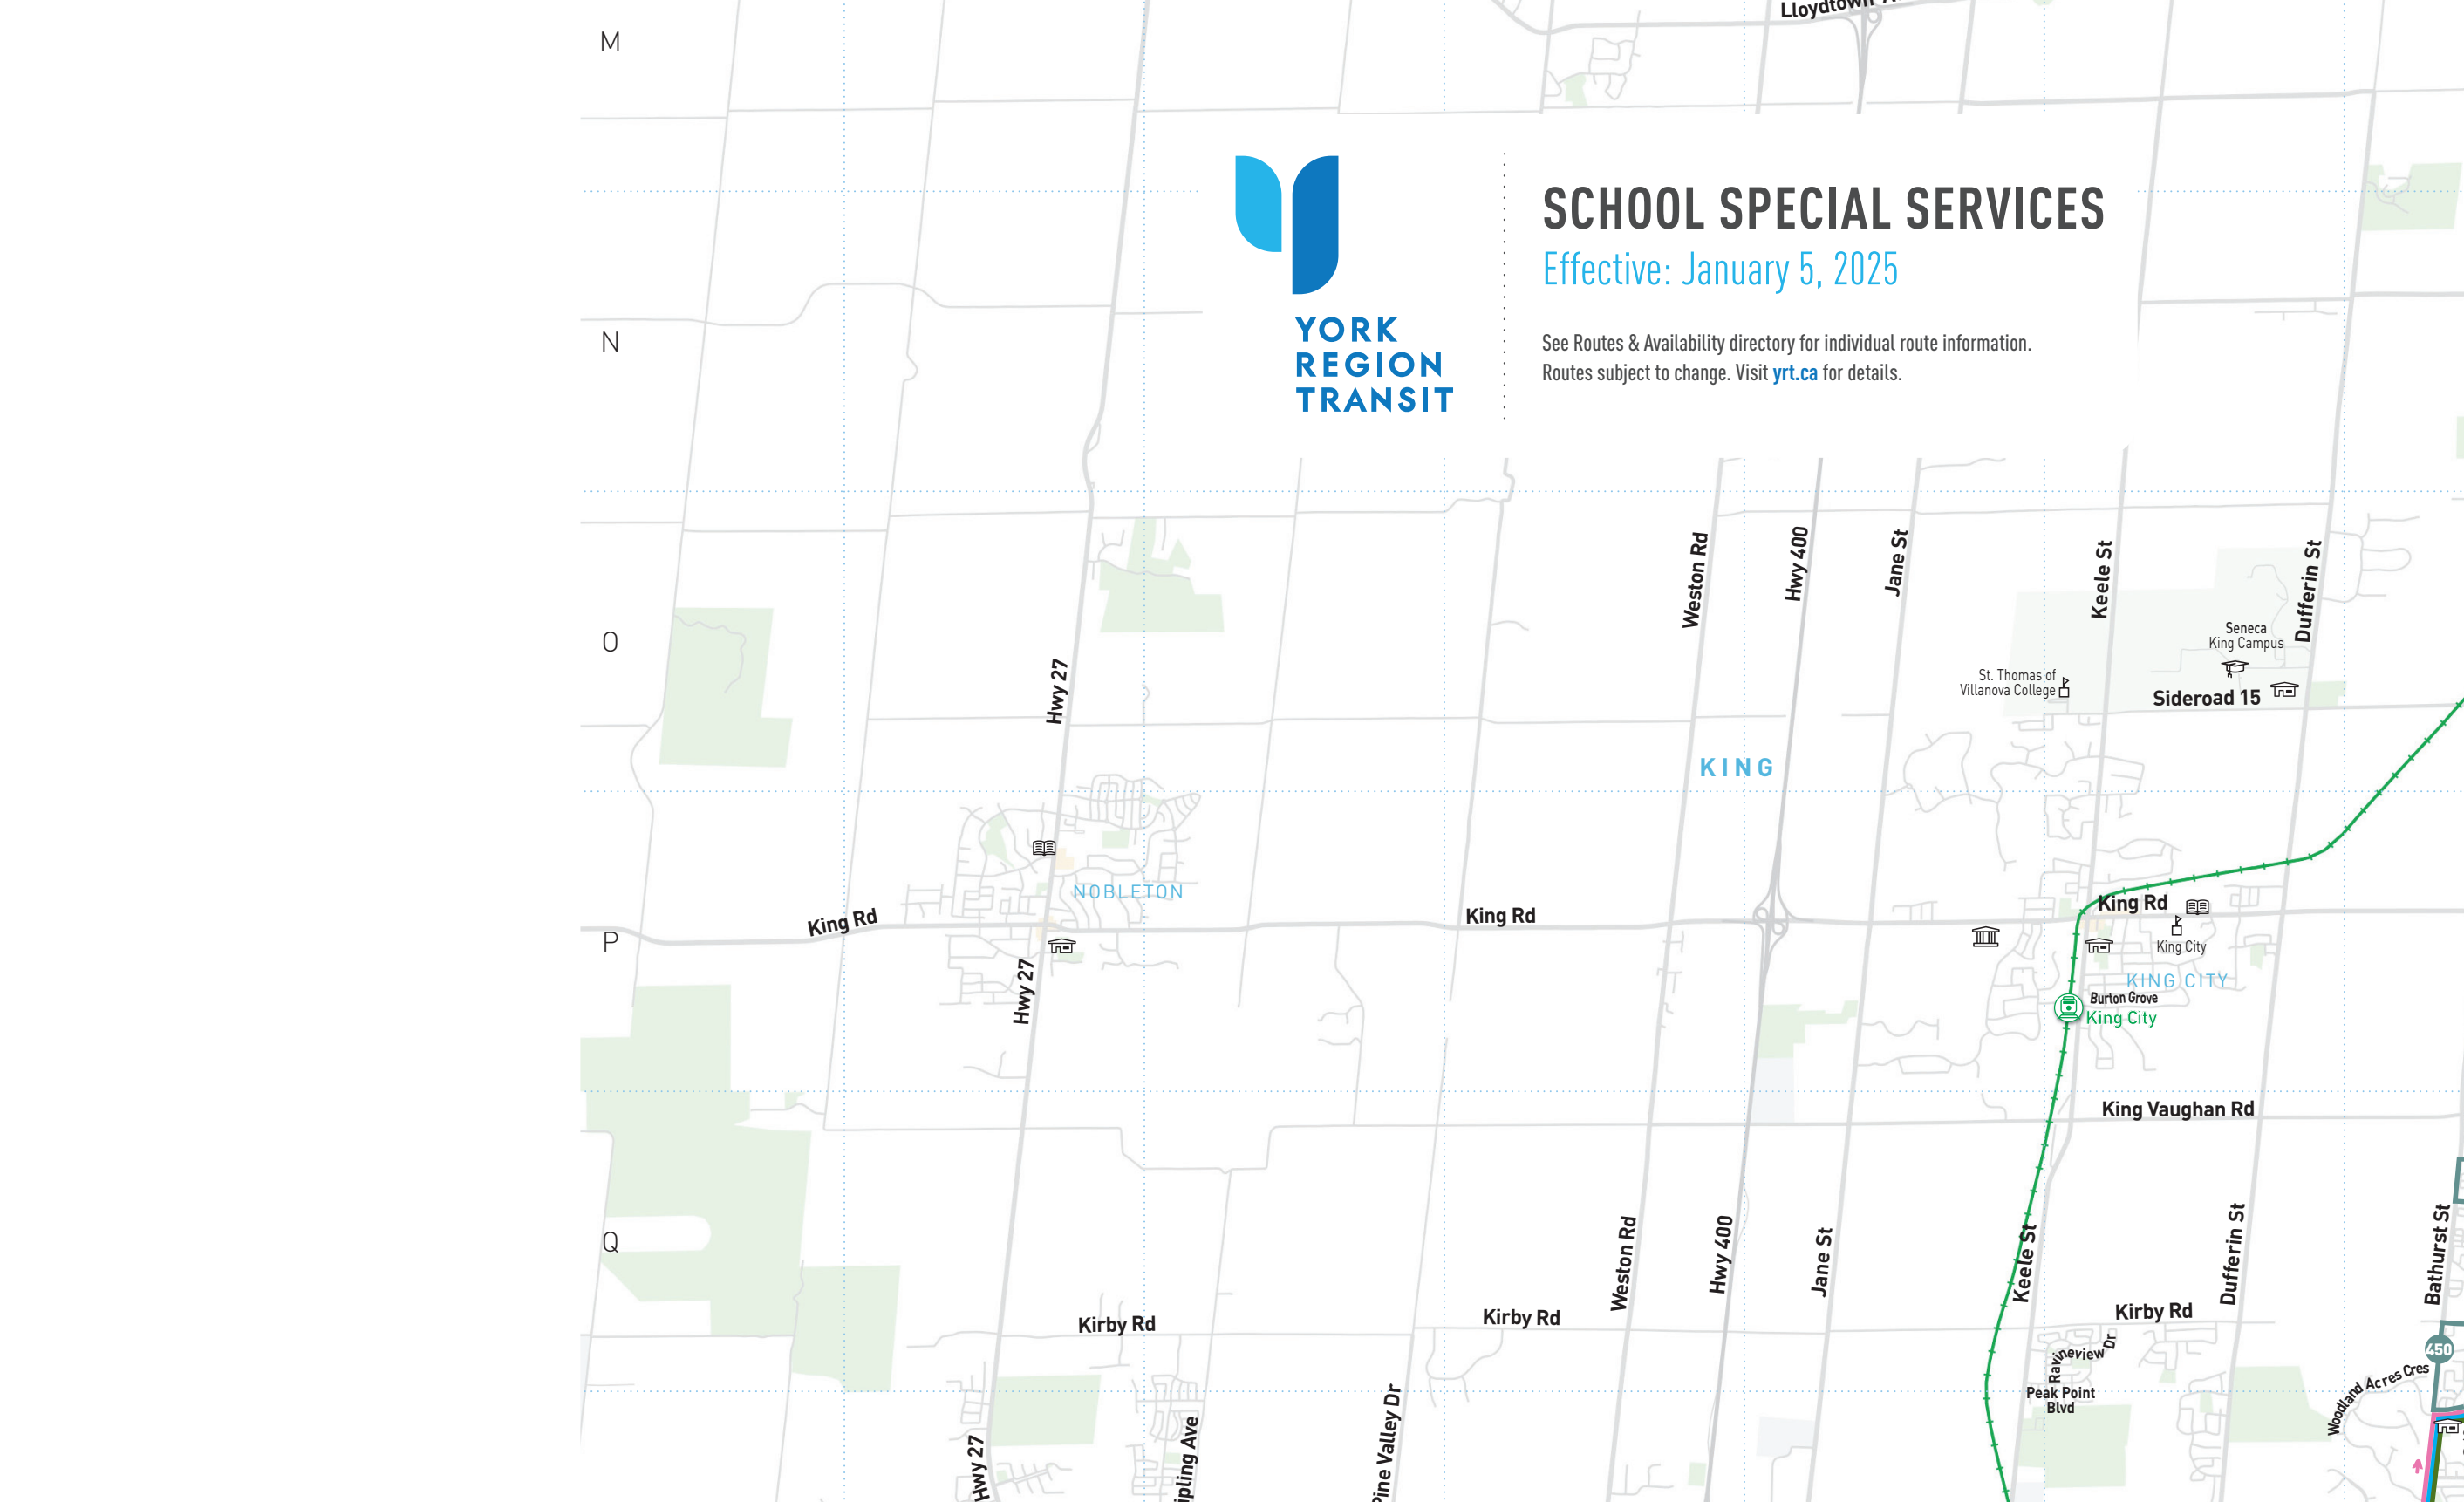 Lloydtown
M
YORK
REGION
TRANSIT
SCHOOL SPECIAL SERVICES
Effective: January 5, 2025
See Routes & Availability directory for individual route information.
Routes subject to change. Visit yrt.ca for details.
N
Weston Rd
Hwy 400
Jane St
Keele St
Dufferin St
O
Seneca
King Campus
Hwy 27
St. Thomas of
Villanova College
Sideroad 15
KING
NOBLETON
King Rd
King Rd
King Rd
P
King City
Hwy 27
KING CITY
Burton Grove
King City
King Vaughan Rd
Q
Weston Rd
Hwy 400
Jane St
Keele St
Dufferin St
Bathurst St
Kirby Rd
Kirby Rd
Kirby Rd
450
Ravineview Dr
Peak Point
Blvd
Woodland Acres Cres
Hwy 27
ipling Ave
Pine Valley Dr